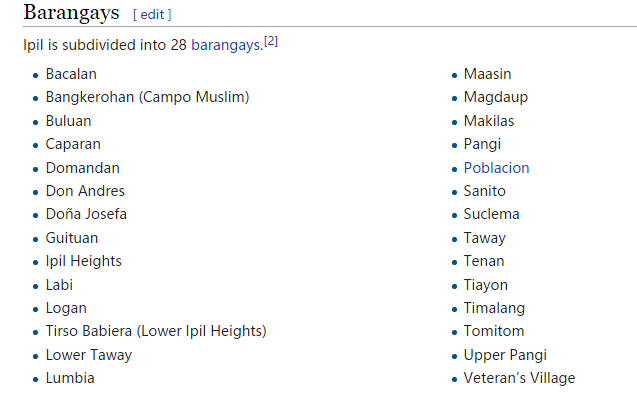 Barangays [ edit ]
Ipil is subdivided into 28 barangays.[2]
Bacalan
Bangkerohan (Campo Muslim)
Buluan
Caparan
Domandan
Don Andres
Doña Josefa
Guituan
Ipil Heights
Labi
Logan
Tirso Babiera (Lower Ipil Heights)
Lower Taway
Lumbia
Maasin
Magdaup
Makilas
Pangi
Poblacion
Sanito
Suclema
Taway
Tenan
Tiayon
Timalang
Tomitom
Upper Pangi
Veteran's Village